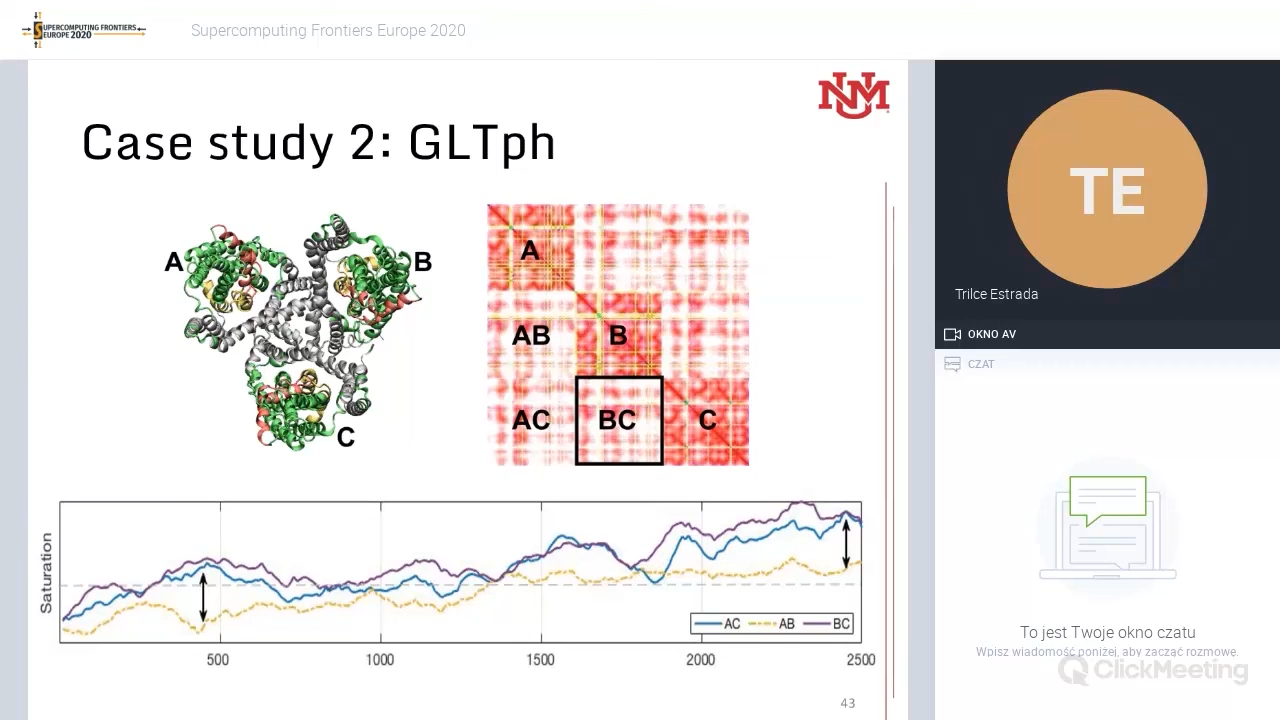 SUPERCOMPUTING FRONTIERS
EUROPE 2020
Supercomputing Frontiers Europe 2020
UNM
Case study 2: GLTph
A
B
C
A
AB
B
AC
BC
C
Saturation
AC
AB
BC
500
1000
1500
2000
2500
43
TE
Trilce Estrada
OKNO AV
CZAT
To jest Twoje okno czatu
Wpisz wiadomość poniżej, aby zacząć rozmowę.
ClickMeeting